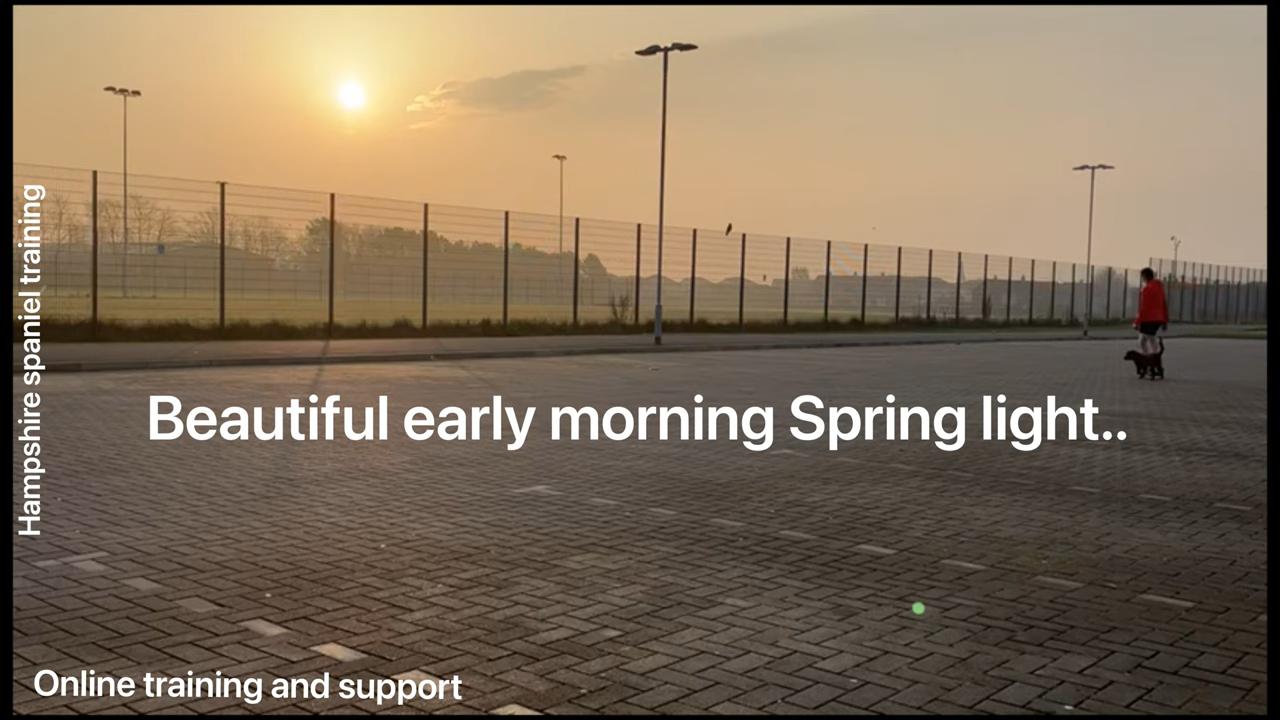 Hampshire spaniel training
Beautiful early morning Spring light..
Online training and support